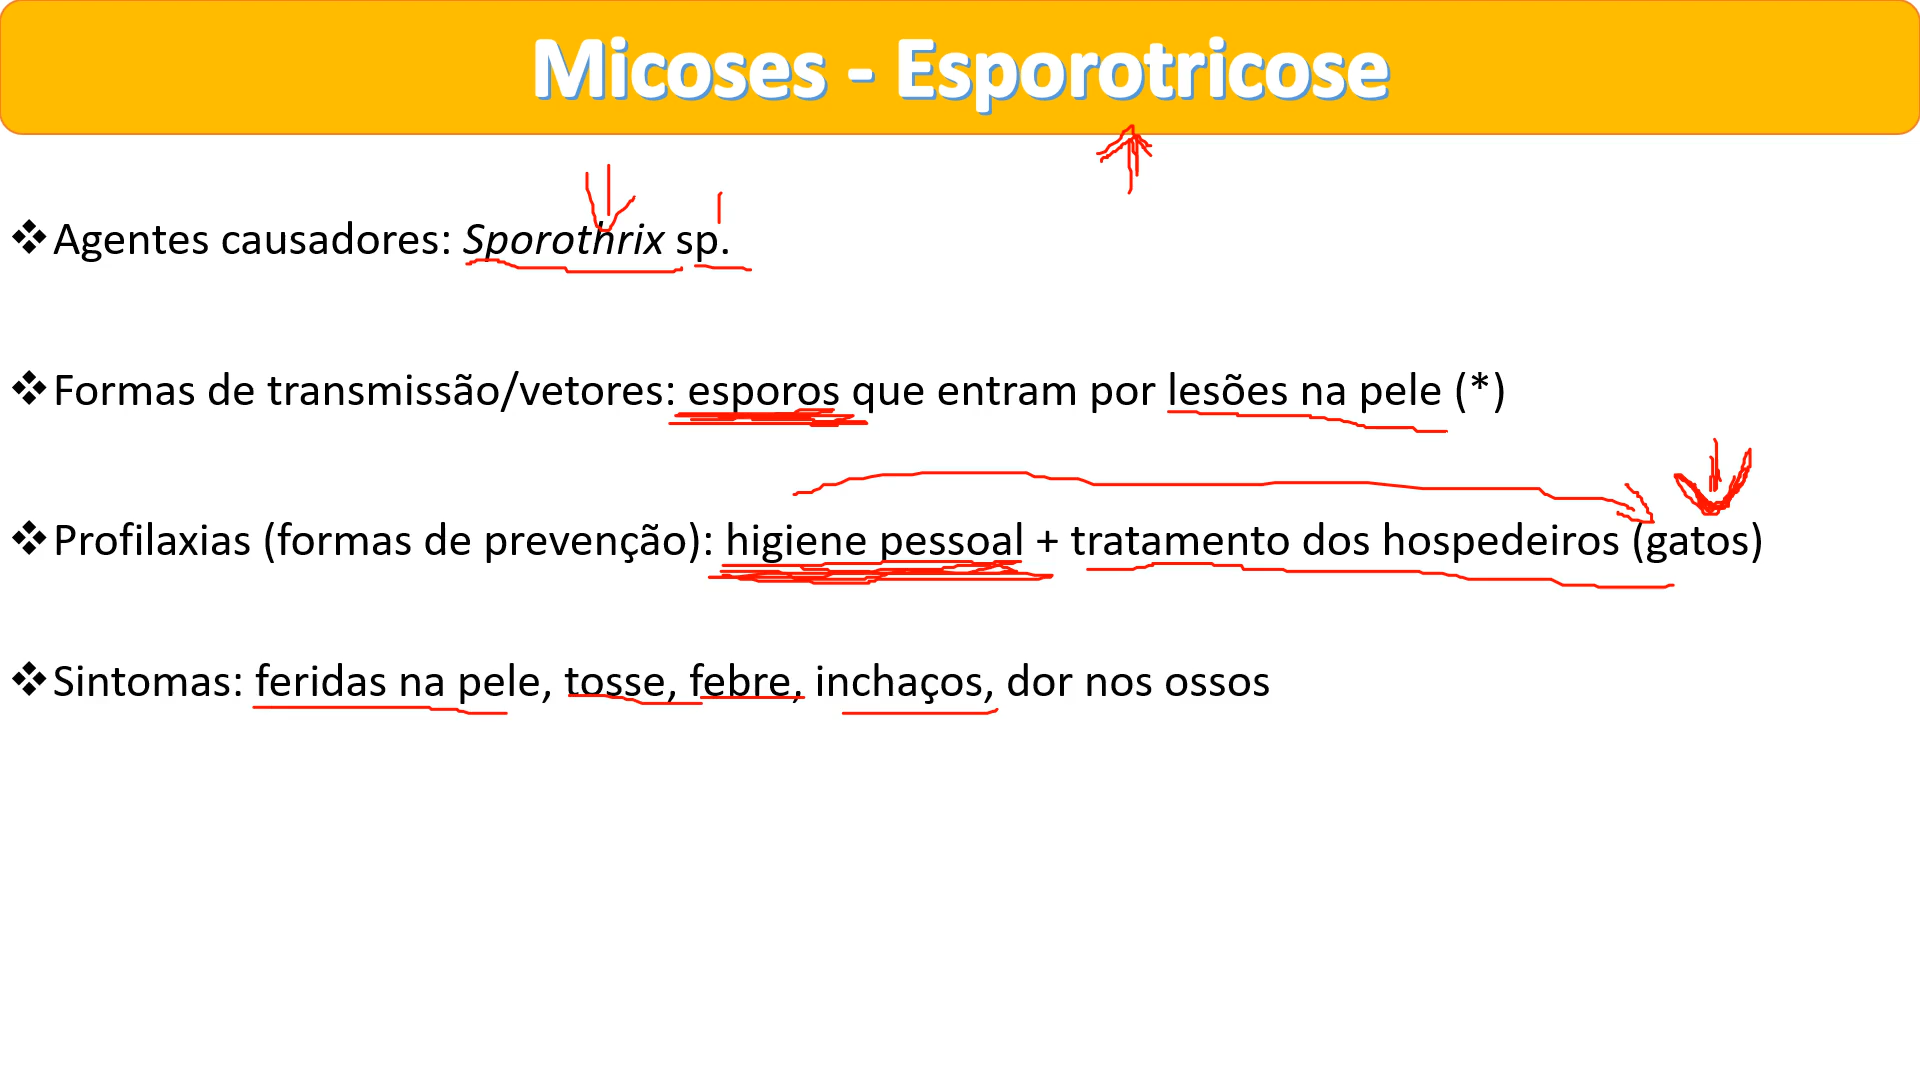 Micoses - Esporotricose
❖Agentes causadores: Sporothrix sp.
❖Formas de transmissão/vetores: esporos que entram por lesões na pele (*)
❖Profilaxias (formas de prevenção): higiene pessoal + tratamento dos hospedeiros (gatos)
❖Sintomas: feridas na pele, tosse, febre, inchaços, dor nos ossos